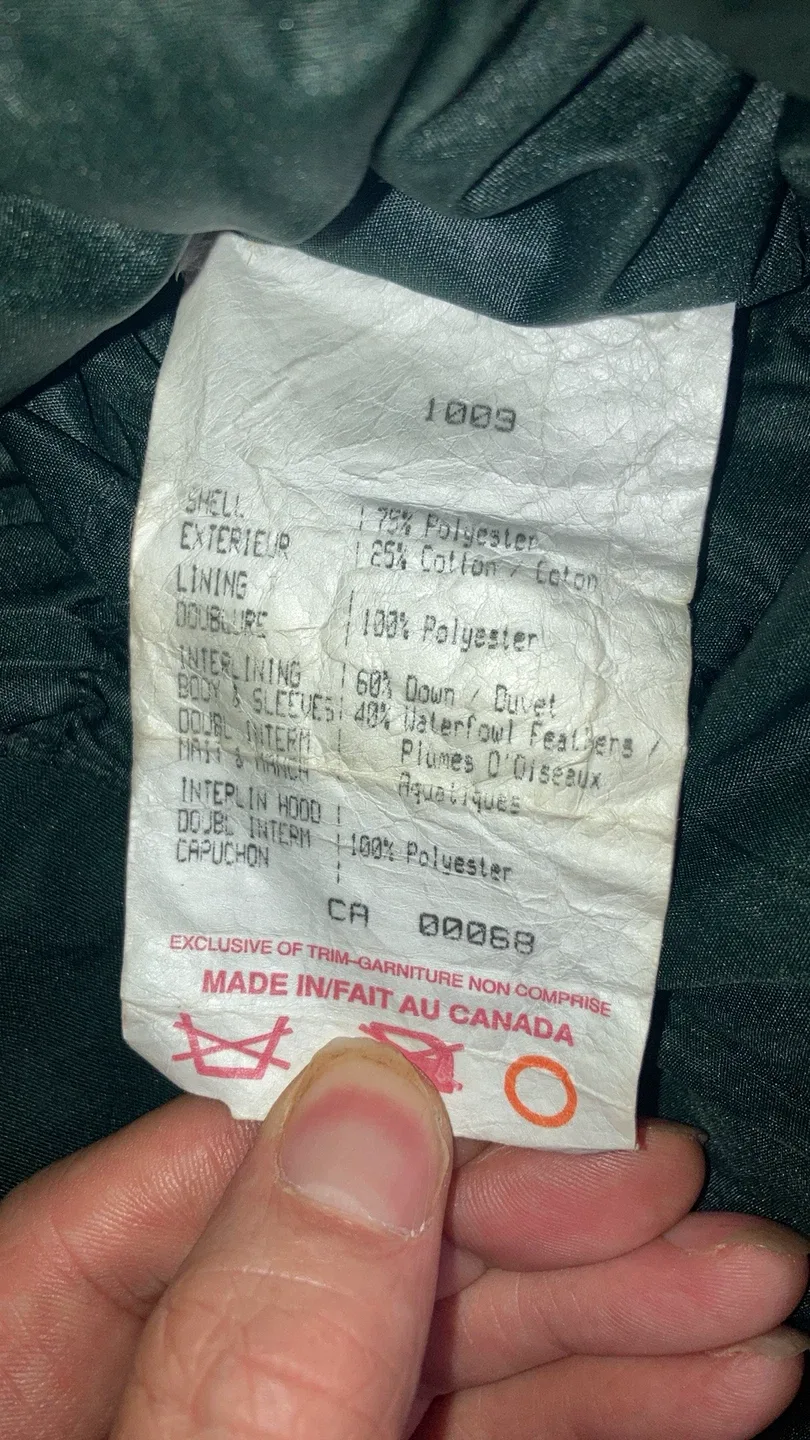 1009
SHELL | 75% Polyester
EXTERIEUR | 25% Cotton / Coton
LINING |
DOUBLURE | 100% Polyester
INTERLINING | 60% Down / Duvet
BODY & SLEEVES| 40% Waterfowl Feathers /
DOUBL INTERM | Plumes D'Oiseaux
| Aquatiques
INTERLIN HOOD |
DOUBL INTERM | 100% Polyester
CAPUCHON |
CA 00068
EXCLUSIVE OF TRIM-GARNITURE NON COMPRISE
MADE IN/FAIT AU CANADA